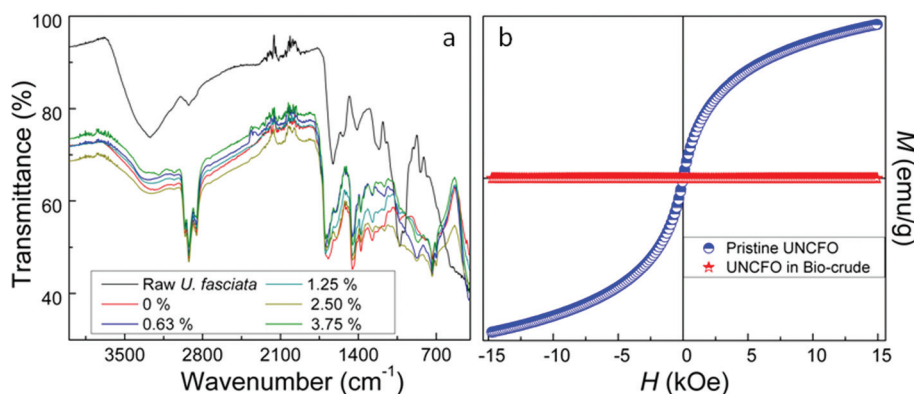 a
100
80
60
40
Transmittance (%)
Raw U. fasciata
0 %
0.63 %
1.25 %
2.50 %
3.75 %
3500 2800 2100 1400 700
Wavenumber (cm⁻¹)
b
M (emu/g)
Pristine UNCFO
UNCFO in Bio-crude
-15 -10 -5 0 5 10 15
H (kOe)